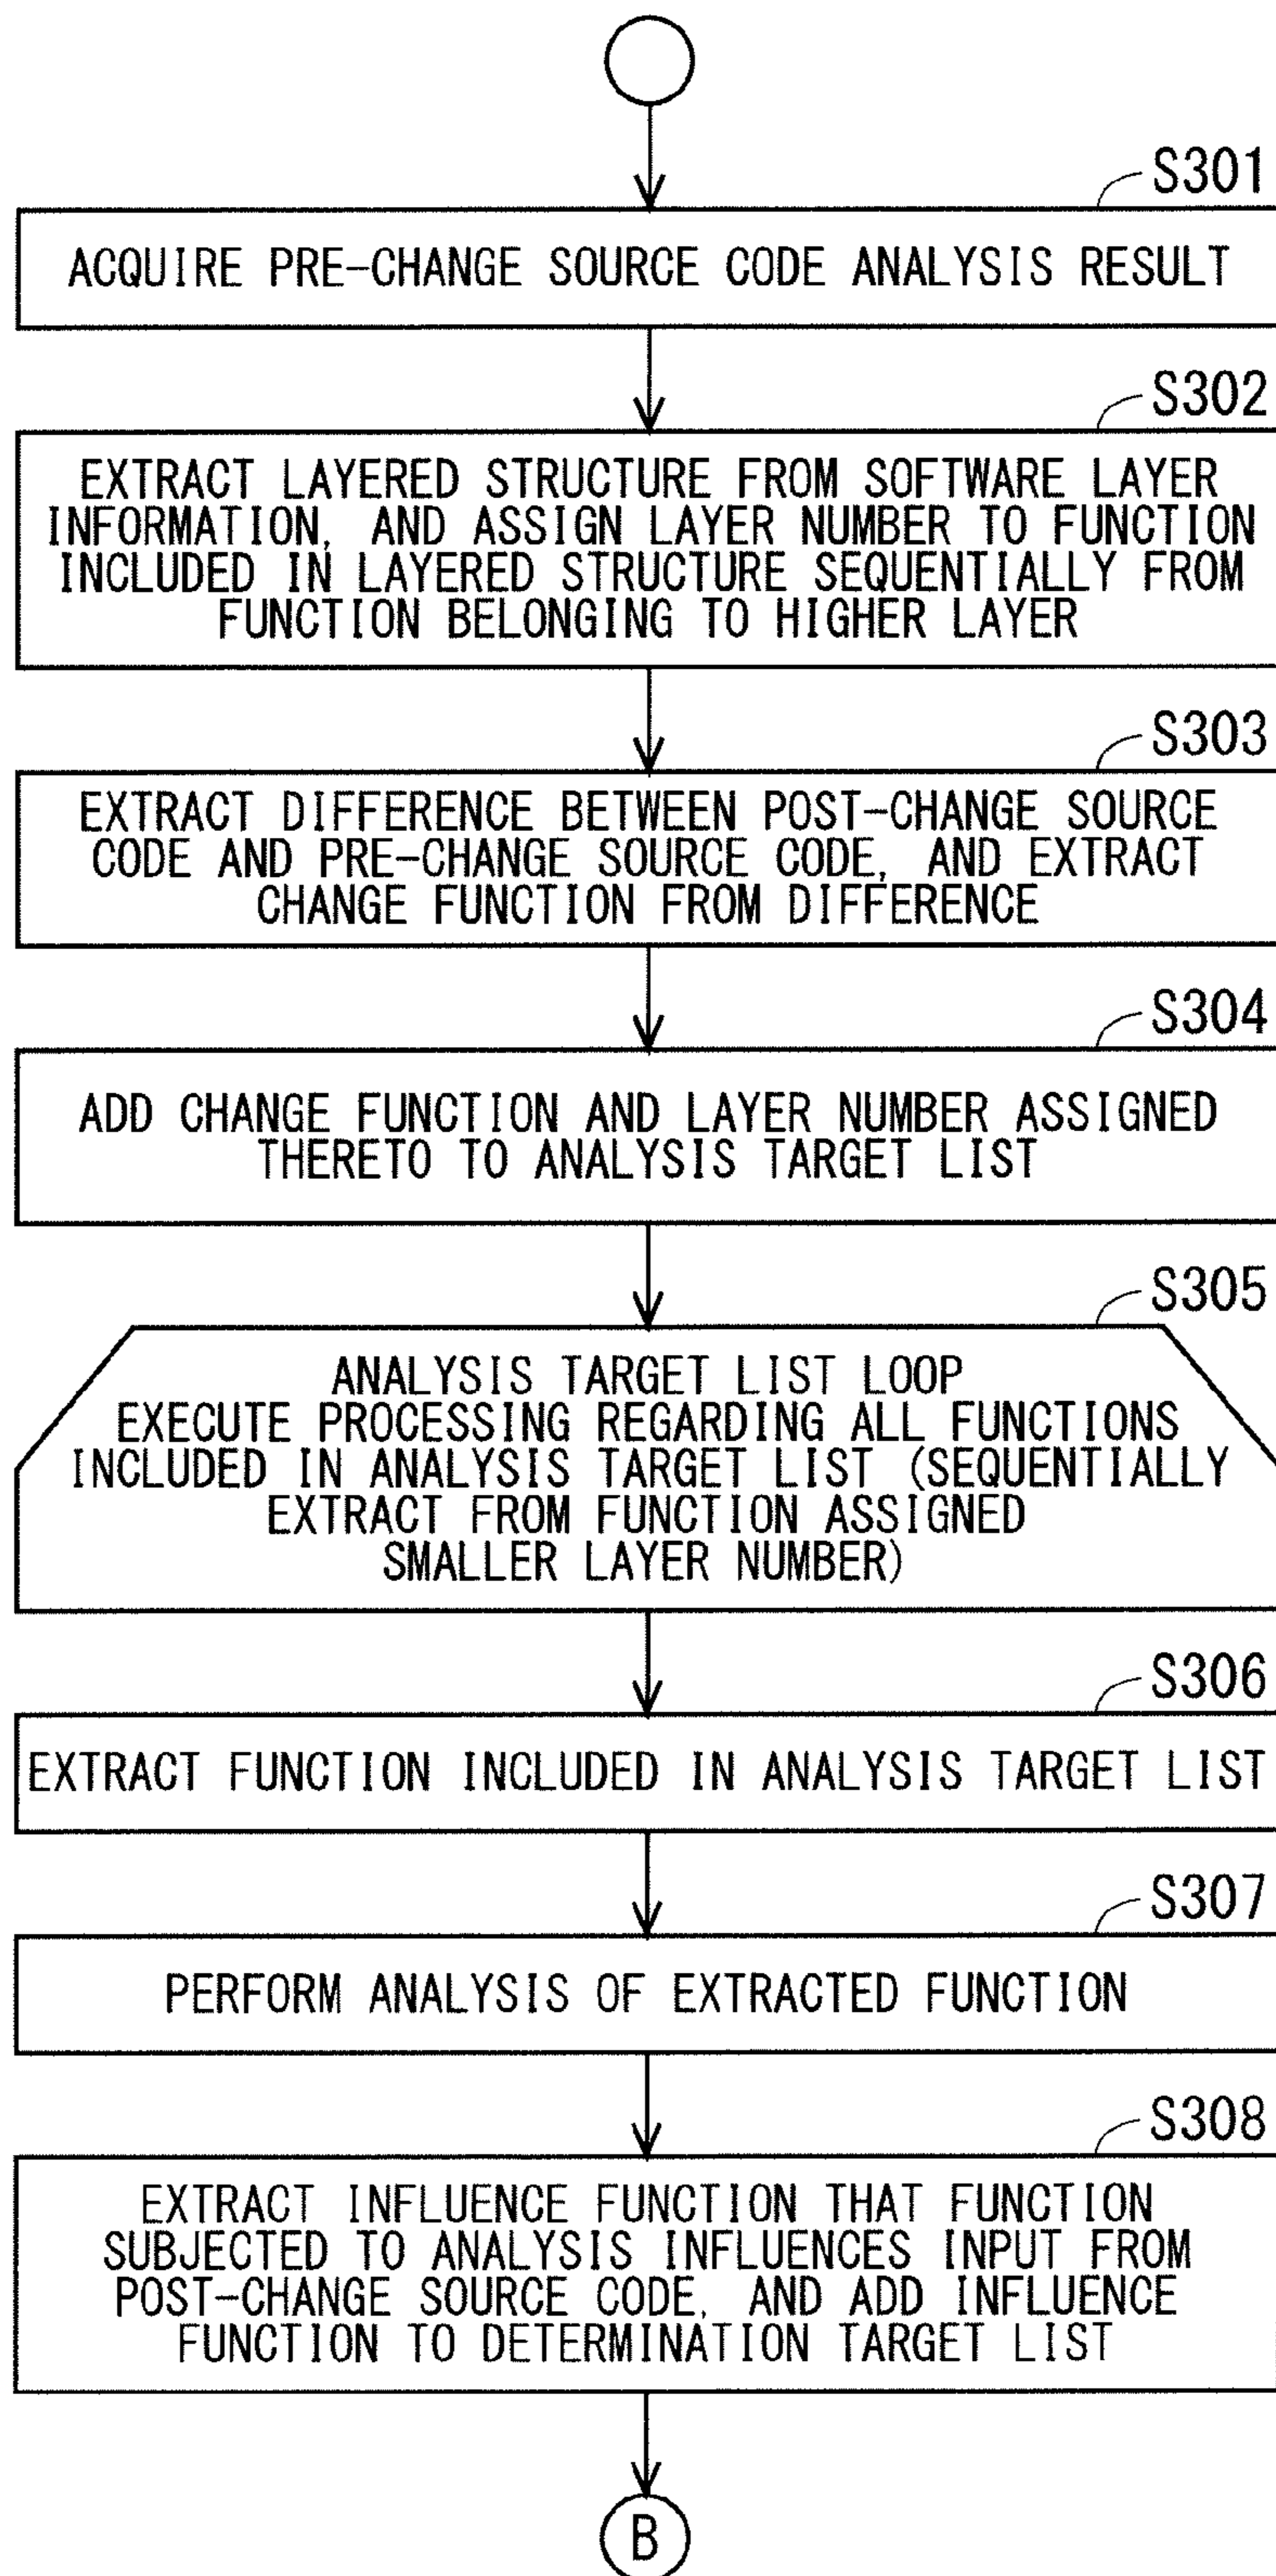 S301
ACQUIRE PRE-CHANGE SOURCE CODE ANALYSIS RESULT
S302
EXTRACT LAYERED STRUCTURE FROM SOFTWARE LAYER
INFORMATION, AND ASSIGN LAYER NUMBER TO FUNCTION
INCLUDED IN LAYERED STRUCTURE SEQUENTIALLY FROM
FUNCTION BELONGING TO HIGHER LAYER
S303
EXTRACT DIFFERENCE BETWEEN POST-CHANGE SOURCE
CODE AND PRE-CHANGE SOURCE CODE, AND EXTRACT
CHANGE FUNCTION FROM DIFFERENCE
S304
ADD CHANGE FUNCTION AND LAYER NUMBER ASSIGNED
THERETO TO ANALYSIS TARGET LIST
S305
ANALYSIS TARGET LIST LOOP
EXECUTE PROCESSING REGARDING ALL FUNCTIONS
INCLUDED IN ANALYSIS TARGET LIST (SEQUENTIALLY
EXTRACT FROM FUNCTION ASSIGNED
SMALLER LAYER NUMBER)
S306
EXTRACT FUNCTION INCLUDED IN ANALYSIS TARGET LIST
S307
PERFORM ANALYSIS OF EXTRACTED FUNCTION
S308
EXTRACT INFLUENCE FUNCTION THAT FUNCTION
SUBJECTED TO ANALYSIS INFLUENCES INPUT FROM
POST-CHANGE SOURCE CODE, AND ADD INFLUENCE
FUNCTION TO DETERMINATION TARGET LIST
B